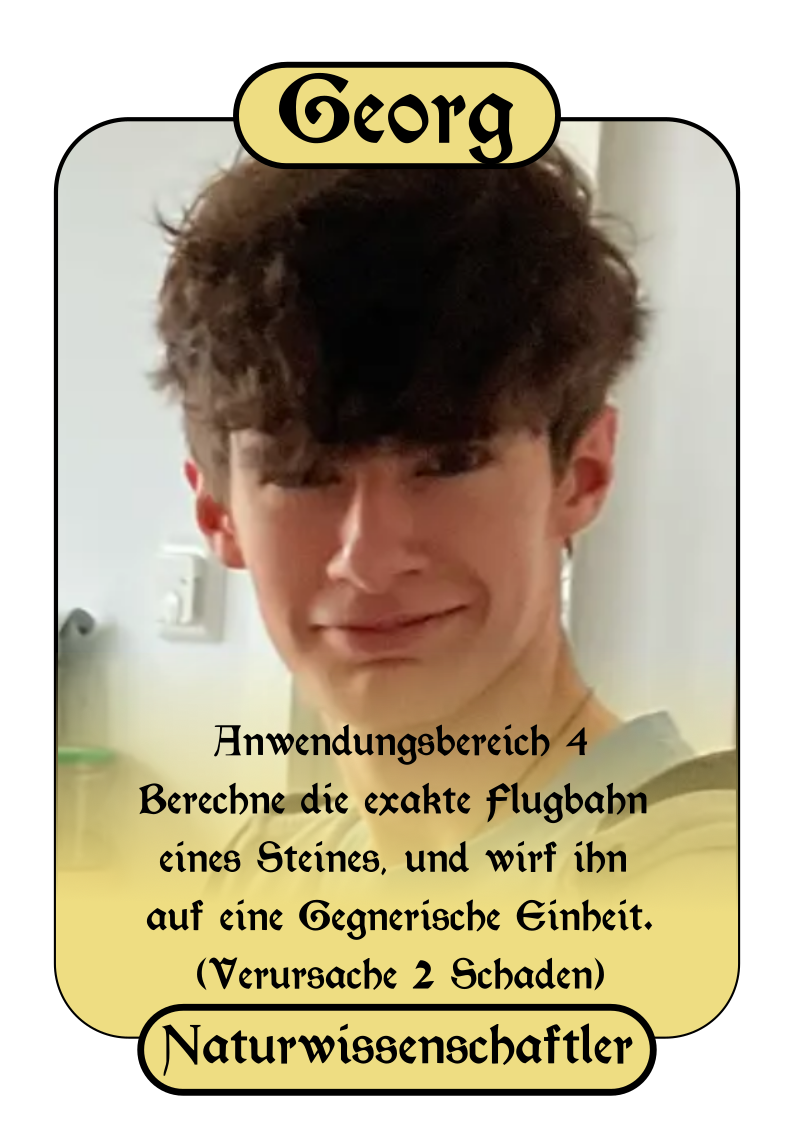 Georg
Anwendungsbereich 4
Berechne die exakte Flugbahn
eines Steines, und wirf ihn
auf eine Gegnerische Einheit.
(Verursache 2 Schaden)
Naturwissenschaftler